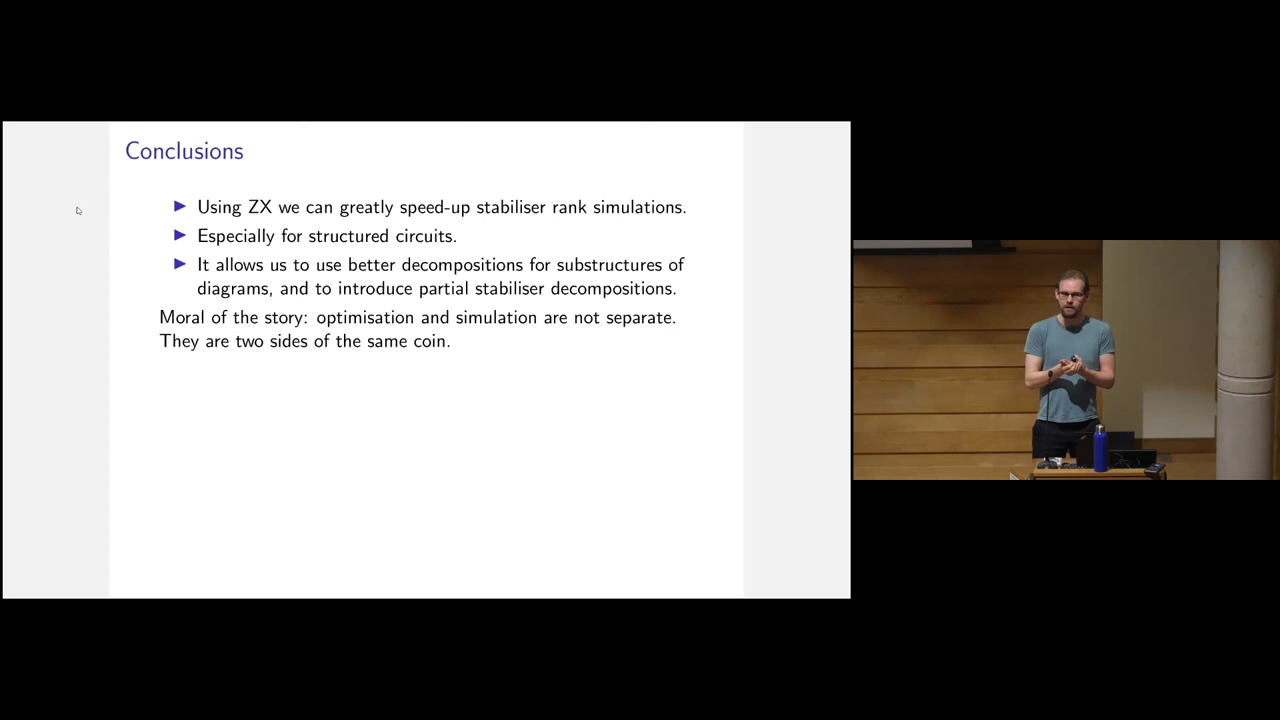 Conclusions
▶ Using ZX we can greatly speed-up stabiliser rank simulations.
▶ Especially for structured circuits.
▶ It allows us to use better decompositions for substructures of
diagrams, and to introduce partial stabiliser decompositions.
Moral of the story: optimisation and simulation are not separate.
They are two sides of the same coin.